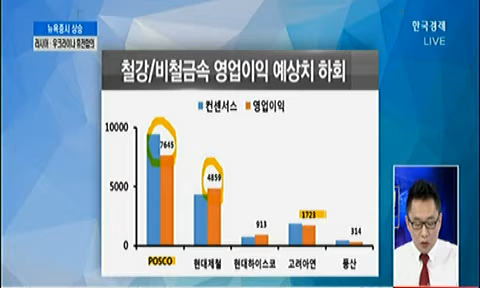 뉴욕증시 상승
러시아·우크라이나 휴전합의
한국경제
LIVE
철강/비철금속 영업이익 예상치 하회
컨센서스 영업이익
10000
5000
0
7645
4859
913
1723
314
POSCO 현대제철 현대하이스코 고려아연 풍산